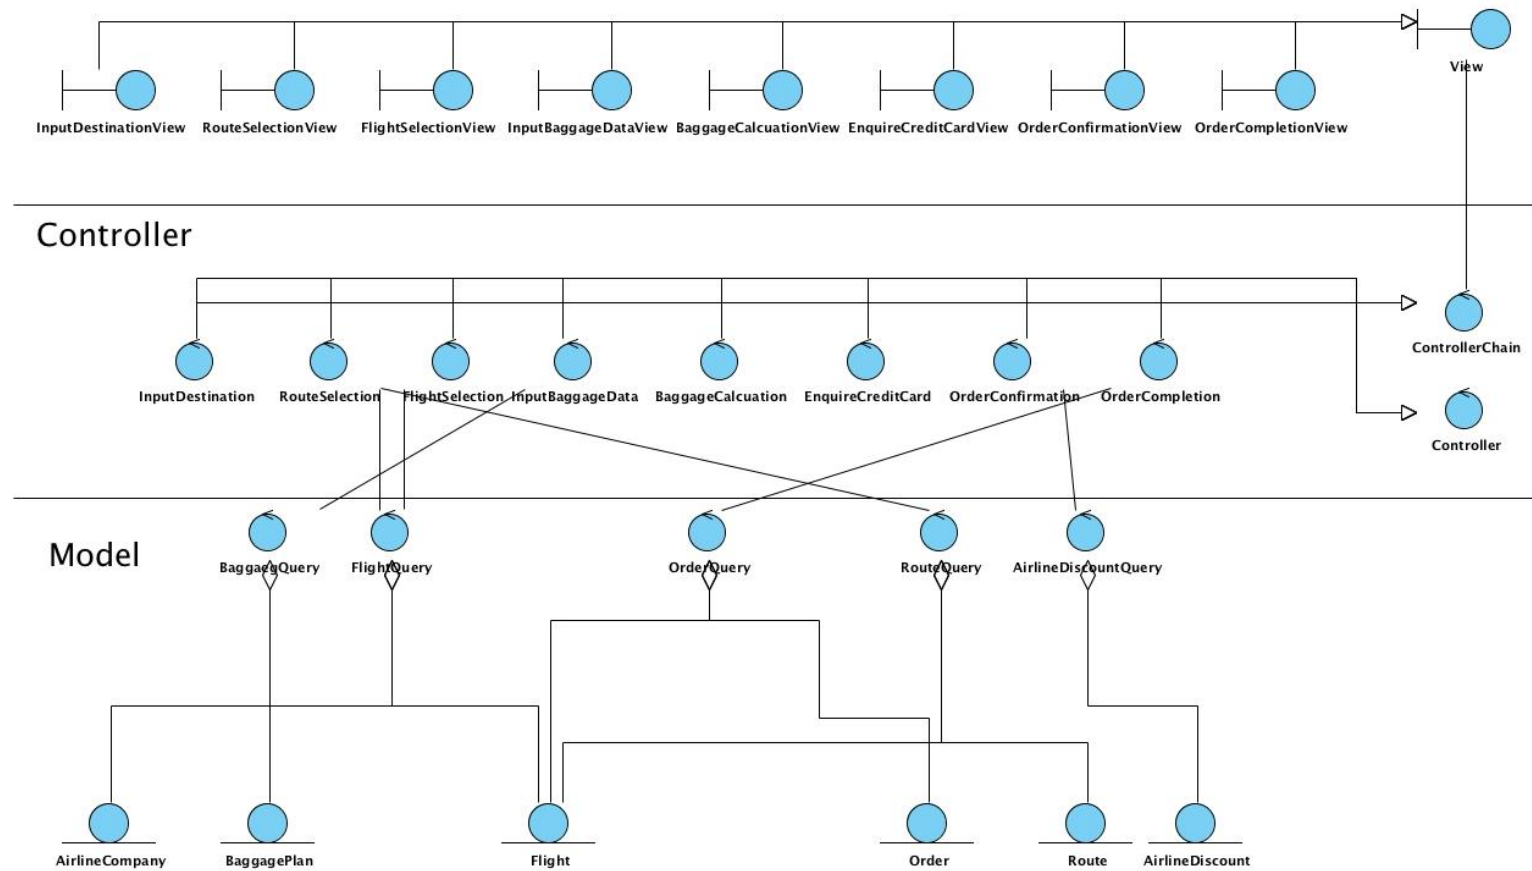 View
InputDestinationView RouteSelectionView FlightSelectionView InputBaggageDataView BaggageCalcuationView EnquireCreditCardView OrderConfirmationView OrderCompletionView
Controller
ControllerChain
InputDestination RouteSelection FlightSelection InputBaggageData BaggageCalcuation EnquireCreditCard OrderConfirmation OrderCompletion
Controller
Model
BaggaegQuery FlightQuery OrderQuery RouteQuery AirlineDiscountQuery
AirlineCompany BaggagePlan Flight Order Route AirlineDiscount